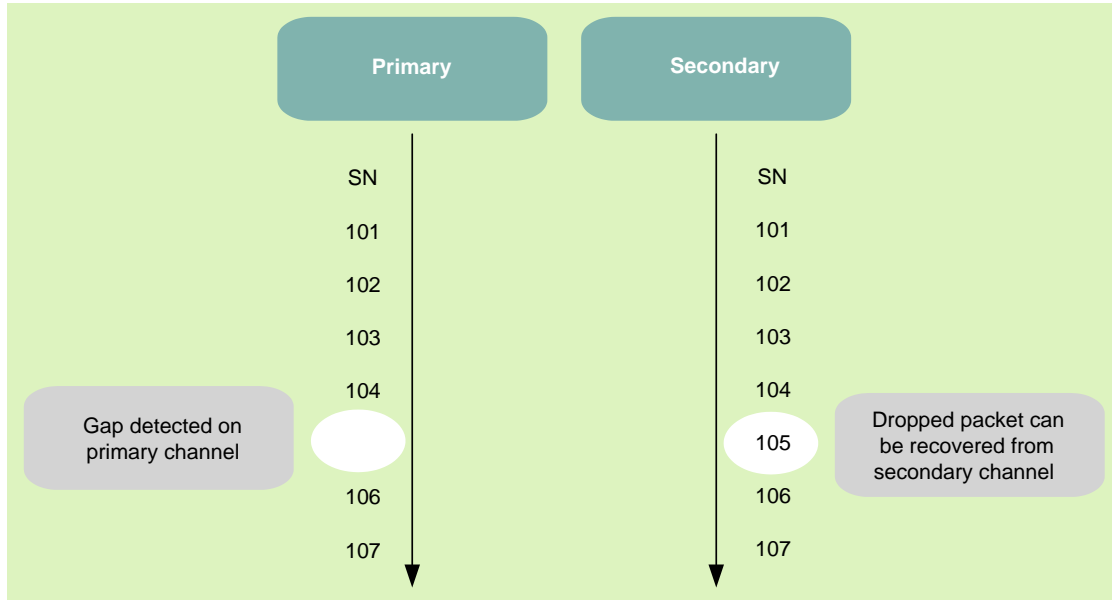 Primary
Secondary
SN
101
102
103
104
106
107
SN
101
102
103
104
105
106
107
Gap detected on
primary channel
Dropped packet can
be recovered from
secondary channel